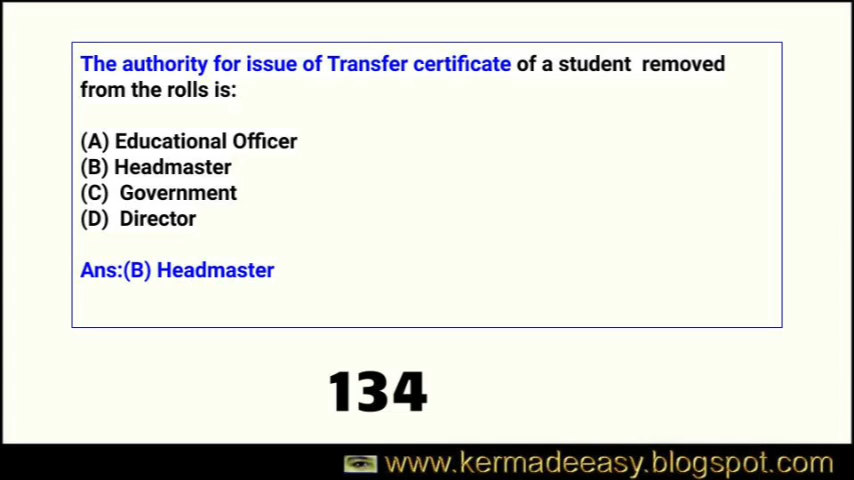 The authority for issue of Transfer certificate of a student removed
from the rolls is:
(A) Educational Officer
(B) Headmaster
(C) Government
(D) Director
Ans:(B) Headmaster
134
www.kermadeeasy.blogspot.com